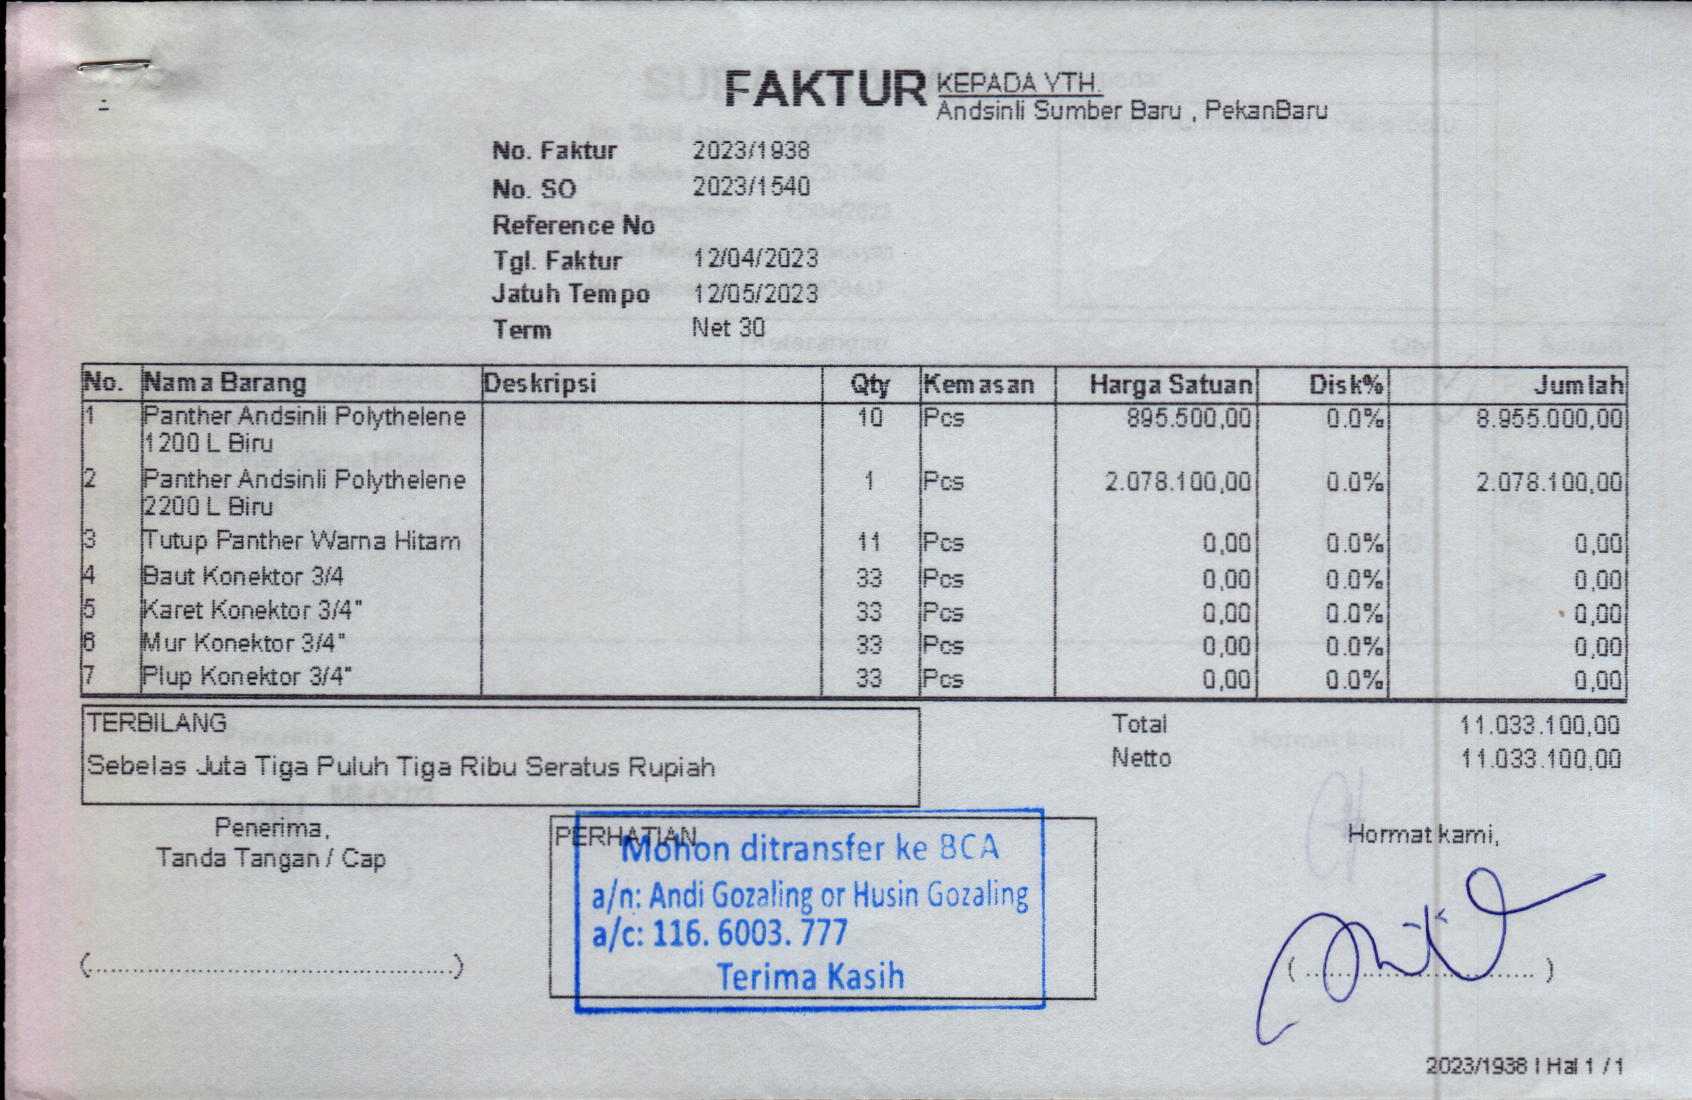 FAKTUR
KEPADA YTH.
Andsinli Sumber Baru , PekanBaru
No. Faktur 2023/1938
No. SO 2023/1540
Reference No
Tgl. Faktur 12/04/2023
Jatuh Tempo 12/05/2023
Term Net 30
No. Nama Barang Deskripsi Qty Kemasan Harga Satuan Disk% Jumlah
1 Panther Andsinli Polythelene 10 Pcs 895.500,00 0.0% 8.955.000,00
1200 L Biru
2 Panther Andsinli Polythelene 1 Pcs 2.078.100,00 0.0% 2.078.100,00
2200 L Biru
3 Tutup Panther Warna Hitam 11 Pcs 0,00 0.0% 0,00
4 Baut Konektor 3/4 33 Pcs 0,00 0.0% 0,00
5 Karet Konektor 3/4" 33 Pcs 0,00 0.0% 0,00
6 Mur Konektor 3/4" 33 Pcs 0,00 0.0% 0,00
7 Plup Konektor 3/4" 33 Pcs 0,00 0.0% 0,00
TERBILANG
Sebelas Juta Tiga Puluh Tiga Ribu Seratus Rupiah
Total 11.033.100,00
Netto 11.033.100,00
Penerima,
Tanda Tangan / Cap
PERHATIAN
Mohon ditransfer ke BCA
a/n: Andi Gozaling or Husin Gozaling
a/c: 116. 6003. 777
Terima Kasih
Hormat kami,
2023/1938 | Hal 1 / 1